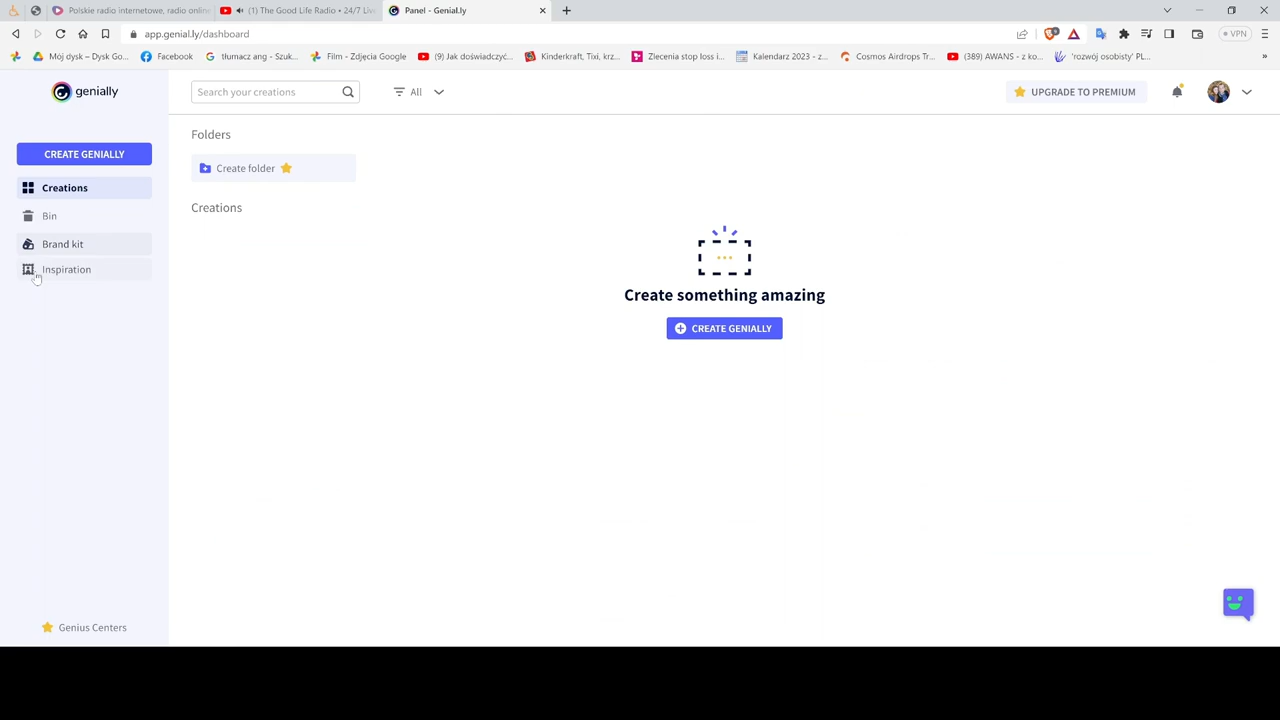 Polskie radio internetowe, radio online
(1) The Good Life Radio • 24/7 Liv
Panel - Genial.ly
app.genial.ly/dashboard
VPN
Mój dysk – Dysk Go...
Facebook
tłumacz ang - Szuk...
Film - Zdjęcia Google
(9) Jak doświadczyć...
Kinderkraft, Tixi, krz...
Zlecenia stop loss i...
Kalendarz 2023 - z...
Cosmos Airdrops Tr...
(389) AWANS - z ko...
'rozwój osobisty' PL...
genially
Search your creations
All
UPGRADE TO PREMIUM
Folders
CREATE GENIALLY
Create folder
Creations
Creations
Bin
Brand kit
Inspiration
Create something amazing
CREATE GENIALLY
Genius Centers